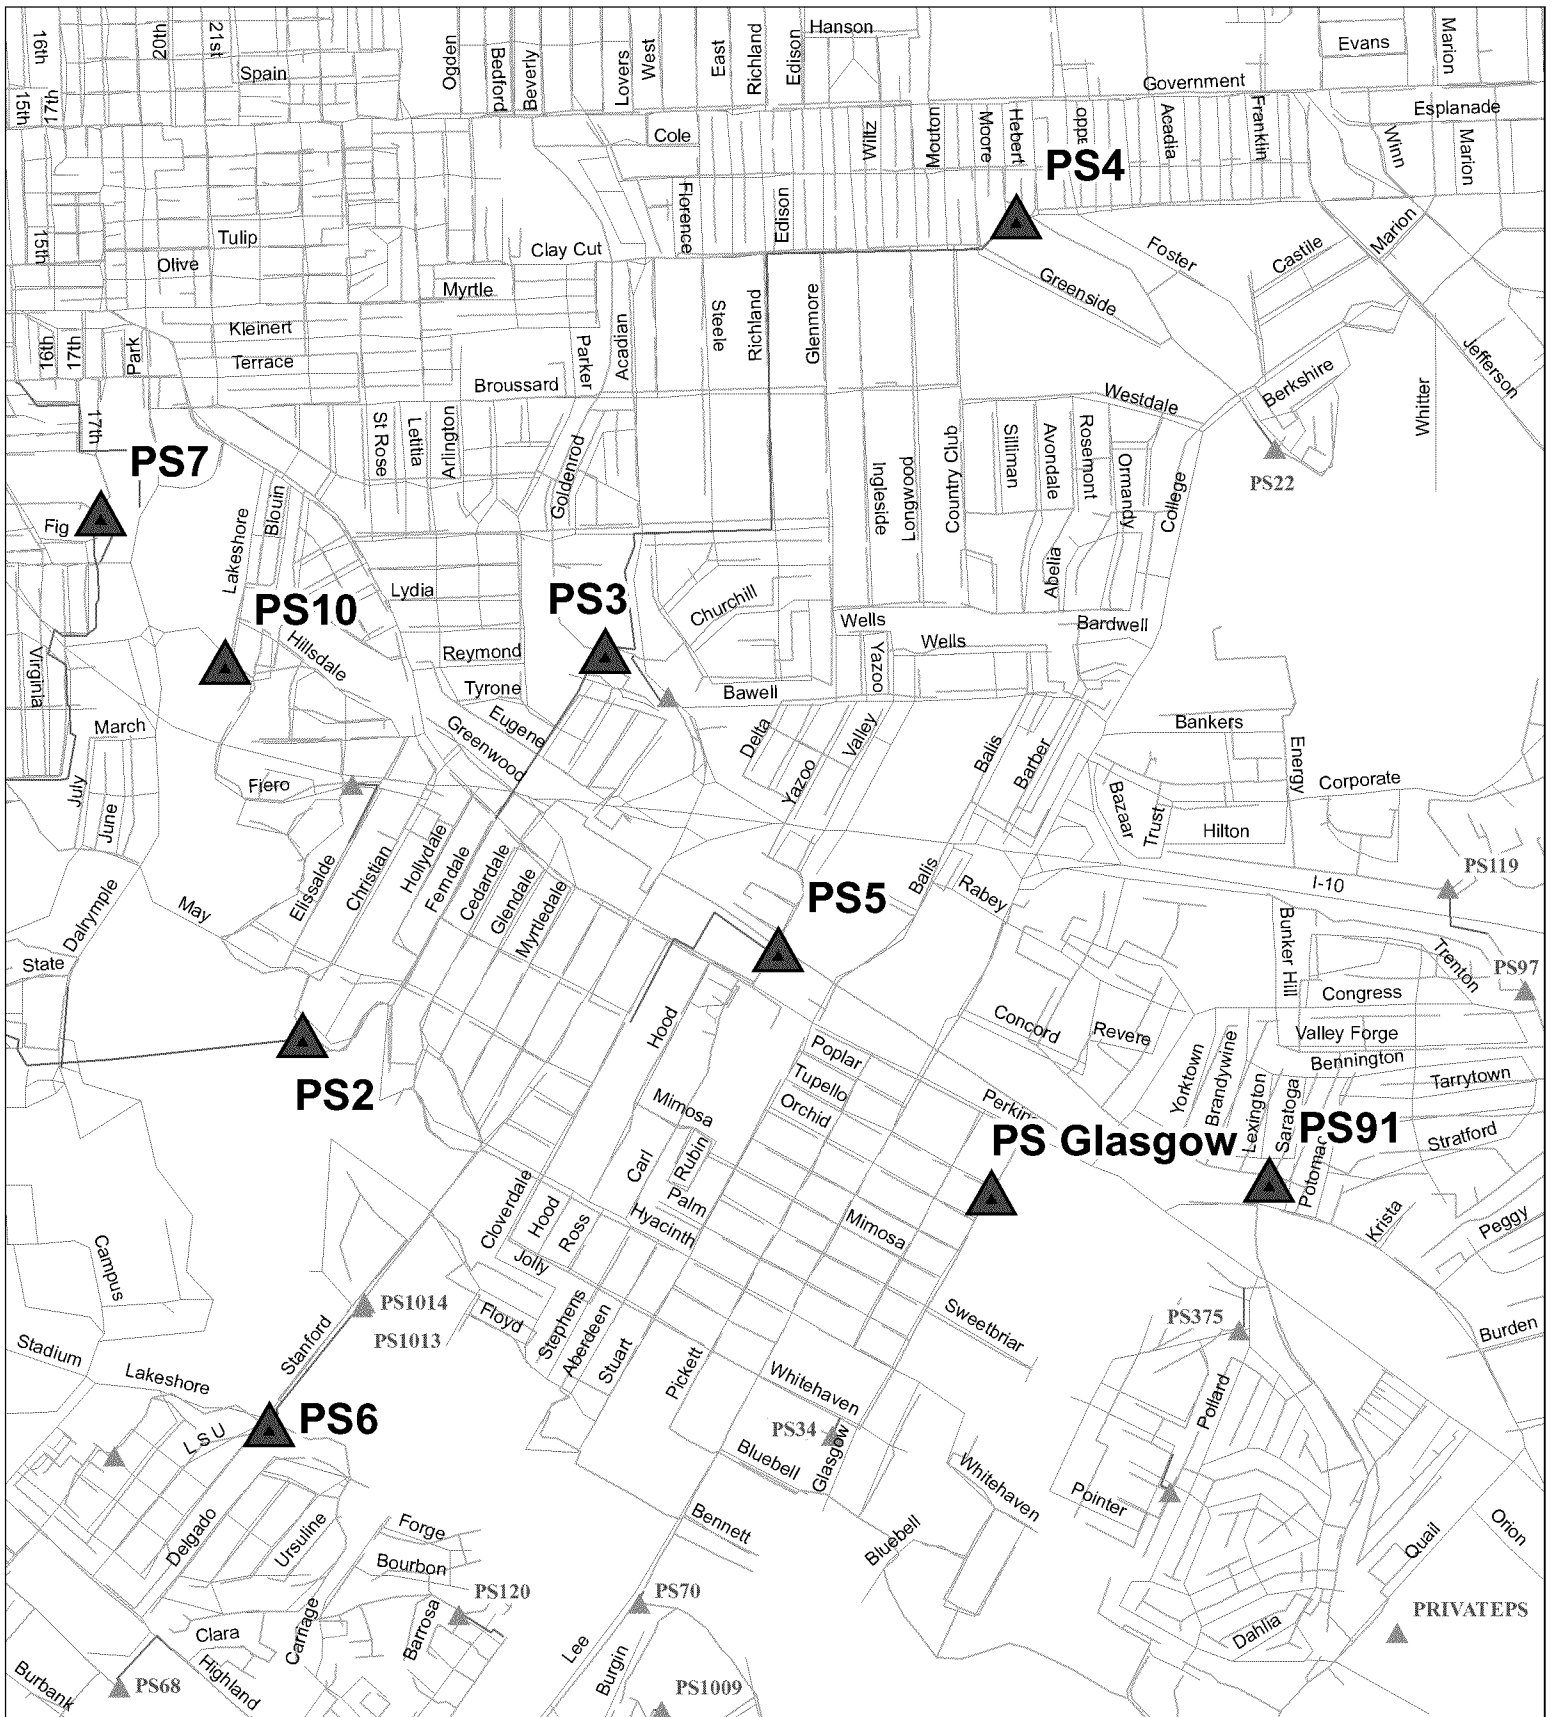 16th
20th
21st
Ogden
Bedford
Beverly
Lovers
West
East
Richland
Edison
Hanson
Evans
Marion
Spain
Government
15th
17th
Esplanade
Cole
Wiltz
Monton
Moore
Hebert
Acadia
Franklin
Winn
Marion
PS4
15th
Tulip
Olive
Clay Cut
Florence
Edison
Foster
Castile
Marion
Myrtle
Greenside
Kleinert
Terrace
16th
17th
Park
Parker
Acadian
Steele
Richland
Glenmore
Jefferson
Broussard
Westdale
Berkshire
Whitter
17th
St Rose
Letitia
Arlington
Goldenrod
Ingleside
Longwood
Country Club
Silliman
Avondale
Rosemont
Ormandy
College
PS22
PS7
Fig
Lakeshore
Blouin
Lydia
Abelia
PS10
PS3
Churchill
Wells
Wells
Bardwell
Virginia
Hillsdale
Reymond
Yazoo
Tyrone
Bawell
March
Eugene
Greenwood
Delta
Valley
Yazoo
Balis
Barber
Bankers
Energy
Corporate
July
June
Fiero
Bazaar
Trust
Hilton
Elissalde
Christian
Hollydale
Ferndale
Cedardale
Glendale
Myrtledale
Balis
Rabey
I-10
PS119
Dalrymple
May
PS5
Bunker Hill
Trenton
PS97
State
Congress
Hood
Concord
Revere
Valley Forge
Bennington
Poplar
Tupello
Orchid
Yorktown
Brandywine
Lexington
Saratoga
Tarrytown
PS2
Mimosa
Perkins
PS Glasgow
PS91
Potomac
Stratford
Carl
Rubin
Palm
Hyacinth
Mimosa
Cloverdale
Hood
Ross
Jolly
Krista
Peggy
Campus
PS1014
PS1013
Floyd
Stephens
Aberdeen
Stuart
Sweetbriar
PS375
Burden
Stadium
Stanford
Lakeshore
Pickett
Whitehaven
Pollard
LSU
PS6
PS34
Glasgow
Bluebell
Whitehaven
Pointer
Delgado
Ursuline
Forge
Bourbon
Bennett
Bluebell
Quail
Orion
PS120
PS70
PRIVATEPS
Clara
Barrosa
Lee
Burgin
Dahlia
Burbank
PS68
Highland
PS1009